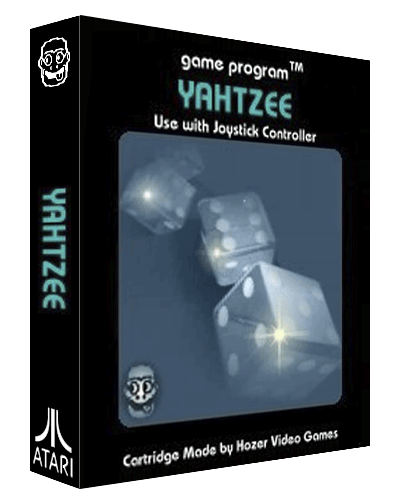 game program™
YAHTZEE
Use with Joystick Controller
Cartridge Made by Hozer Video Games
YAHTZEE
ATARI